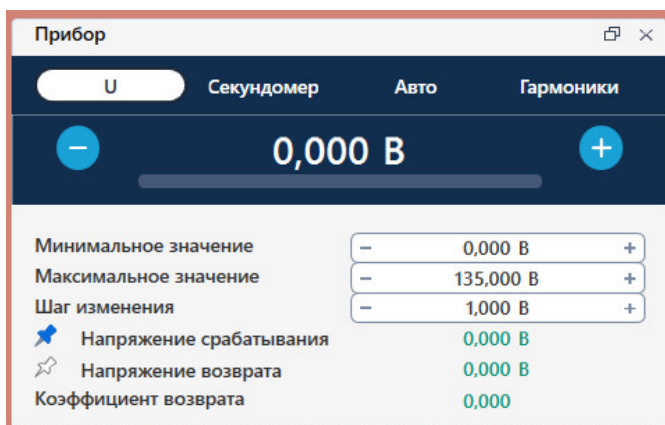 Прибор
U Секундомер Авто Гармоники
− 0,000 В +
Минимальное значение − 0,000 В +
Максимальное значение − 135,000 В +
Шаг изменения − 1,000 В +
Напряжение срабатывания 0,000 В
Напряжение возврата 0,000 В
Коэффициент возврата 0,000